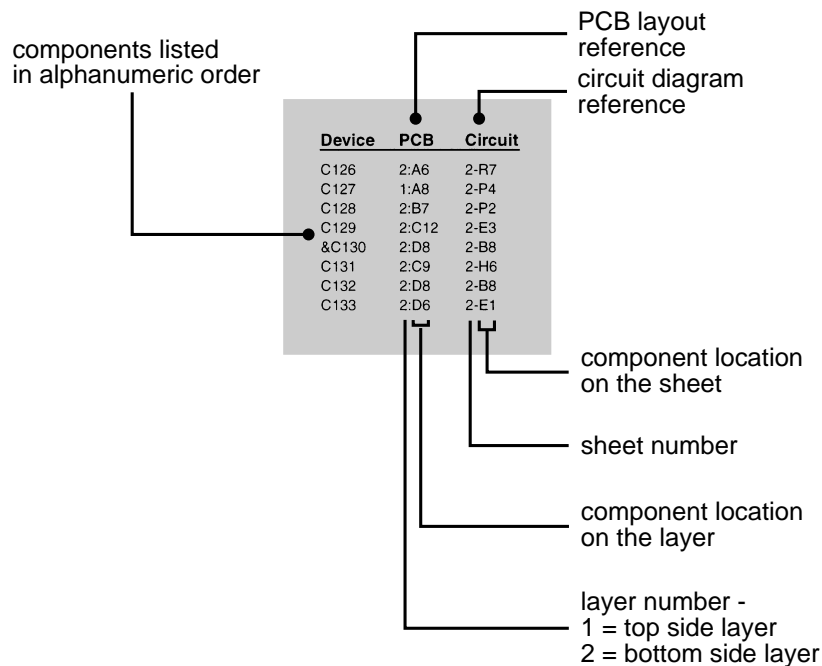 PCB layout
reference
components listed
in alphanumeric order
circuit diagram
reference
Device PCB Circuit
C126 2:A6 2-R7
C127 1:A8 2-P4
C128 2:B7 2-P2
C129 2:C12 2-E3
&C130 2:D8 2-B8
C131 2:C9 2-H6
C132 2:D8 2-B8
C133 2:D6 2-E1
component location
on the sheet
sheet number
component location
on the layer
layer number -
1 = top side layer
2 = bottom side layer